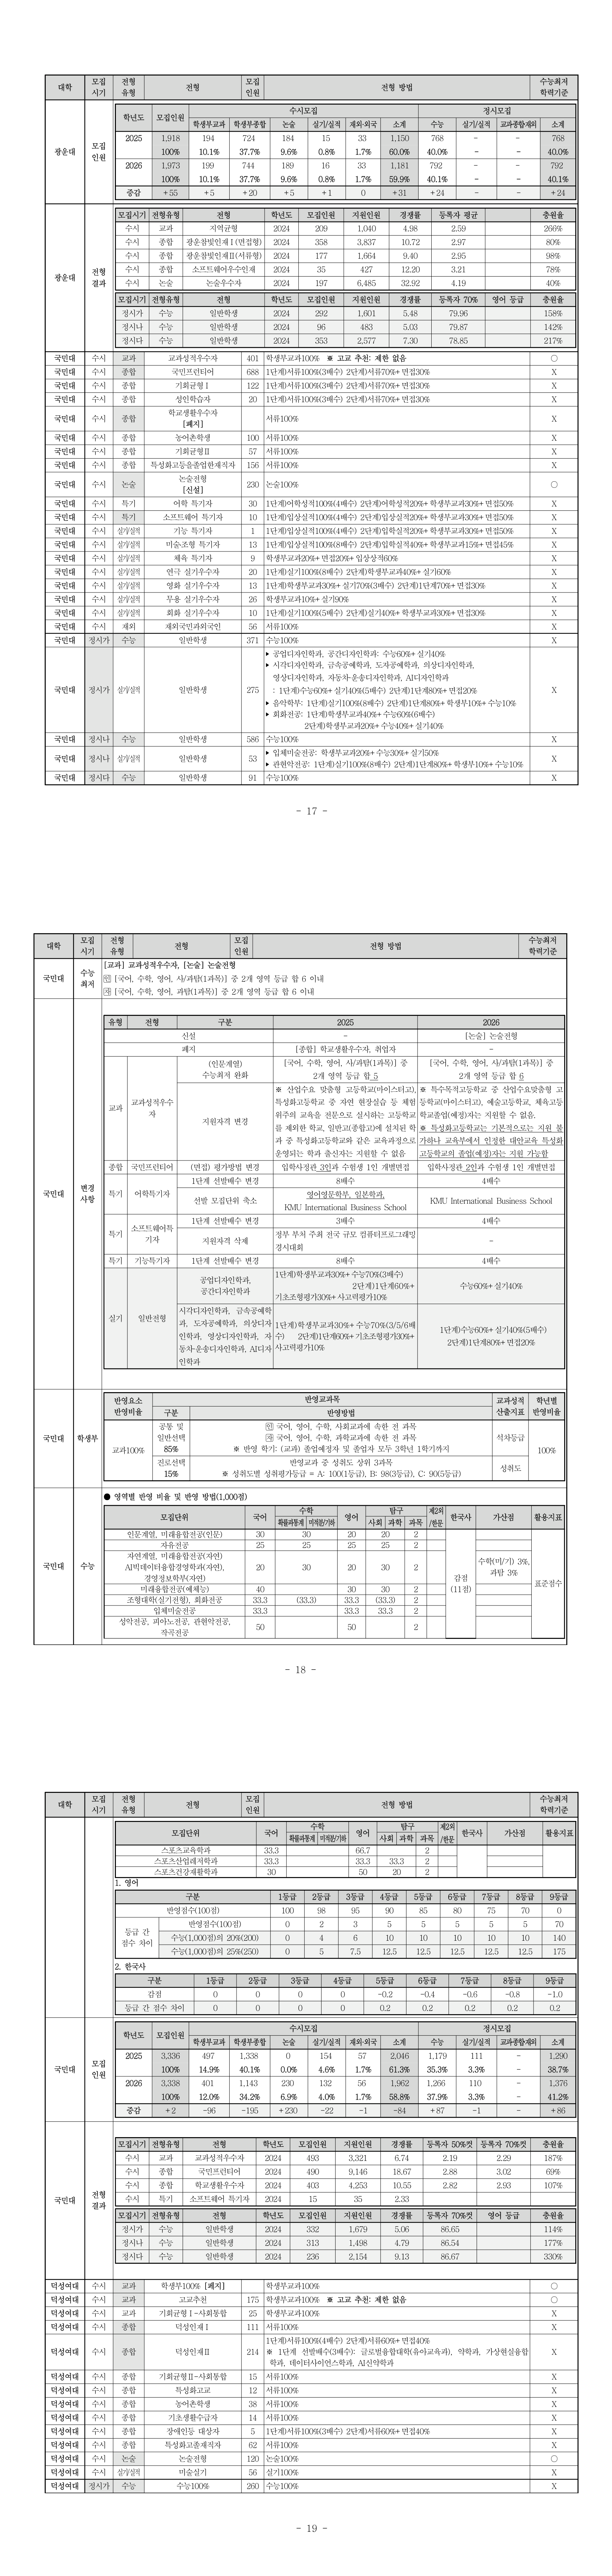 대학 모집시기 전형유형 전형 모집인원 전형 방법 수능최저학력기준
광운대 모집인원
학년도 모집인원 수시모집 정시모집
학생부교과 학생부종합 논술 실기/실적 재외·외국 소계 수능 실기/실적 교과종합재외 소계
2025 1,918 194 724 184 15 33 1,150 768 - - 768
100% 10.1% 37.7% 9.6% 0.8% 1.7% 60.0% 40.0% - - 40.0%
2026 1,973 199 744 189 16 33 1,181 792 - - 792
100% 10.1% 37.7% 9.6% 0.8% 1.7% 59.9% 40.1% - - 40.1%
증감 +55 +5 +20 +5 +1 0 +31 +24 - - +24
광운대 전형결과
모집시기 전형유형 전형 학년도 모집인원 지원인원 경쟁률 등록자 평균 충원율
수시 교과 지역균형 2024 209 1,040 4.98 2.59 266%
수시 종합 광운참빛인재Ⅰ(면접형) 2024 358 3,837 10.72 2.97 80%
수시 종합 광운참빛인재Ⅱ(서류형) 2024 177 1,664 9.40 2.95 98%
수시 종합 소프트웨어우수인재 2024 35 427 12.20 3.21 78%
수시 논술 논술우수자 2024 197 6,485 32.92 4.19 40%
모집시기 전형유형 전형 학년도 모집인원 지원인원 경쟁률 등록자 70% 영어 등급 충원율
정시가 수능 일반학생 2024 292 1,601 5.48 79.96 158%
정시나 수능 일반학생 2024 96 483 5.03 79.87 142%
정시다 수능 일반학생 2024 353 2,577 7.30 78.85 217%
국민대 수시 교과 교과성적우수자 401 학생부교과100% ※ 고교 추천: 제한 없음 ○
국민대 수시 종합 국민프런티어 688 1단계)서류100%(3배수) 2단계)서류70%+면접30% X
국민대 수시 종합 기회균형Ⅰ 122 1단계)서류100%(3배수) 2단계)서류70%+면접30% X
국민대 수시 종합 성인학습자 20 1단계)서류100%(3배수) 2단계)서류70%+면접30% X
국민대 수시 종합 학교생활우수자 [폐지] 서류100% X
국민대 수시 종합 농어촌학생 100 서류100% X
국민대 수시 종합 기회균형Ⅱ 57 서류100% X
국민대 수시 종합 특성화고등을졸업한재직자 156 서류100% X
국민대 수시 논술 논술전형 [신설] 230 논술100% ○
국민대 수시 특기 어학 특기자 30 1단계)어학성적100%(4배수) 2단계)어학성적20%+학생부교과30%+면접50% X
국민대 수시 특기 소프트웨어 특기자 10 1단계)입상실적100%(4배수) 2단계)입상실적20%+학생부교과30%+면접50% X
국민대 수시 실기/실적 기능 특기자 1 1단계)입상실적100%(4배수) 2단계)입학실적20%+학생부교과30%+면접50% X
국민대 수시 실기/실적 미술·조형 특기자 13 1단계)입상실적100%(8배수) 2단계)입학실적40%+학생부교과15%+면접45% X
국민대 수시 실기/실적 체육 특기자 9 학생부교과20%+면접20%+입상성적60% X
국민대 수시 실기/실적 연극 실기우수자 20 1단계)실기100%(8배수) 2단계)학생부교과40%+실기60% X
국민대 수시 실기/실적 영화 실기우수자 13 1단계)학생부교과30%+실기70%(3배수) 2단계)1단계70%+면접30% X
국민대 수시 실기/실적 무용 실기우수자 26 학생부교과10%+실기90% X
국민대 수시 실기/실적 회화 실기우수자 10 1단계)실기100%(5배수) 2단계)실기40%+학생부교과30%+면접30% X
국민대 수시 재외 재외국민과외국인 56 서류100% X
국민대 정시가 수능 일반학생 371 수능100% X
국민대 정시가 실기/실적 일반학생 275 X
▶ 공업디자인학과, 공간디자인학과: 수능60%+실기40%
▶ 시각디자인학과, 금속공예학과, 도자공예학과, 의상디자인학과,
영상디자인학과, 자동차·운송디자인학과, AI디자인학과
: 1단계)수능60%+실기40%(5배수) 2단계)1단계80%+면접20%
▶ 음악학부: 1단계)실기100%(8배수) 2단계)1단계80%+학생부10%+수능10%
▶ 회화전공: 1단계)학생부교과40%+수능60%(6배수)
2단계)학생부교과20%+수능40%+실기40%
국민대 정시나 수능 일반학생 586 수능100% X
국민대 정시나 실기/실적 일반학생 53 X
▶ 입체미술전공: 학생부교과20%+수능30%+실기50%
▶ 관현악전공: 1단계)실기100%(8배수) 2단계)1단계80%+학생부10%+수능10%
국민대 정시다 수능 일반학생 91 수능100% X
- 17 -
대학 모집시기 전형유형 전형 모집인원 전형 방법 수능최저학력기준
국민대 수능최저
[교과] 교과성적우수자, [논술] 논술전형
[국어, 수학, 영어, 사/과탐(1과목)] 중 2개 영역 등급 합 6 이내
[국어, 수학, 영어, 과탐(1과목)] 중 2개 영역 등급 합 6 이내
국민대 변경사항
유형 전형 구분 2025 2026
신설 - [논술] 논술전형
폐지 [종합] 학교생활우수자, 취업자 -
교과 교과성적우수자
(인문계열) 수능최저 완화
[국어, 수학, 영어, 사/과탐(1과목)] 중 2개 영역 등급 합 5
[국어, 수학, 영어, 사/과탐(1과목)] 중 2개 영역 등급 합 6
지원자격 변경
※ 산업수요 맞춤형 고등학교(마이스터고), 특성화고등학교 중 자연 현장실습 등 체험위주의 교육을 전문으로 실시하는 고등학교를 제외한 학교, 일반고(종합고)에 설치된 학과 중 특성화고등학교와 같은 교육과정으로 운영되는 학과 출신자는 지원할 수 없음
※ 특수목적고등학교 중 산업수요맞춤형 고등학교(마이스터고), 예술고등학교, 체육고등학교졸업(예정)자는 지원할 수 없음.
※ 특성화고등학교는 기본적으로는 지원 불가하나 교육부에서 인정한 대안교육 특성화고등학교의 졸업(예정)자는 지원 가능함
종합 국민프런티어 (면접) 평가방법 변경 입학사정관 3인과 수험생 1인 개별면접 입학사정관 2인과 수험생 1인 개별면접
특기 어학특기자 1단계 선발배수 변경 8배수 4배수
선발 모집단위 축소 영어영문학부, 일본학과, KMU International Business School KMU International Business School
특기 소프트웨어특기자 1단계 선발배수 변경 3배수 4배수
지원자격 삭제 정부 부처 주최 전국 규모 컴퓨터프로그래밍 경시대회 -
특기 기능특기자 1단계 선발배수 변경 8배수 4배수
실기 일반전형
공업디자인학과, 공간디자인학과
1단계)학생부교과30%+수능70%(3배수)
2단계)1단계60%+기초조형평가30%+사고력평가10%
수능60%+실기40%
시각디자인학과, 금속공예학과, 도자공예학과, 의상디자인학과, 영상디자인학과, 자동차·운송디자인학과, AI디자인학과
1단계)학생부교과30%+수능70%(3/5/6배수) 2단계)1단계60%+기초조형평가30%+사고력평가10%
1단계)수능60%+실기40%(5배수)
2단계)1단계80%+면접20%
국민대 학생부
반영요소 반영비율 반영교과목 교과성적 산출지표 학년별 반영비율
구분 반영방법
교과100%
공통 및 일반선택 85%
국어, 영어, 수학, 사회교과에 속한 전 과목
국어, 영어, 수학, 과학교과에 속한 전 과목
※ 반영 학기: (교과) 졸업예정자 및 졸업자 모두 3학년 1학기까지
석차등급 100%
진로선택 15%
반영교과 중 성취도 상위 3과목
※ 성취도별 성취평가등급 = A: 100(1등급), B: 98(3등급), C: 90(5등급)
성취도
국민대 수능
● 영역별 반영 비율 및 반영 방법(1,000점)
모집단위 국어 수학 영어 탐구 제2외/한문 한국사 가산점 활용지표
확률과통계 미적분/기하 사회 과학 과목
인문계열, 미래융합전공(인문) 30 30 20 20 2
자유전공 25 25 25 25 2
자연계열, 미래융합전공(자연) AI빅데이터융합경영학과(자연), 경영정보학부(자연) 20 30 20 30 2 수학(미/기) 3%, 과탐 3%
미래융합전공(예체능) 40 30 30 2
조형대학(실기전형), 회화전공 33.3 (33.3) 33.3 (33.3) 2
입체미술전공 33.3 33.3 33.3 2
성악전공, 피아노전공, 관현악전공, 작곡전공 50 50 2
감점 (11점) 표준점수
- 18 -
대학 모집시기 전형유형 전형 모집인원 전형 방법 수능최저학력기준
모집단위 국어 수학 영어 탐구 제2외/한문 한국사 가산점 활용지표
확률과통계 미적분/기하 사회 과학 과목
스포츠교육학과 33.3 66.7 2
스포츠산업레저학과 33.3 33.3 33.3 2
스포츠건강재활학과 30 50 20 2
1. 영어
구분 1등급 2등급 3등급 4등급 5등급 6등급 7등급 8등급 9등급
반영점수(100점) 100 98 95 90 85 80 75 70 0
등급 간 점수 차이
반영점수(100점) 0 2 3 5 5 5 5 5 70
수능(1,000점)의 20%(200) 0 4 6 10 10 10 10 10 140
수능(1,000점)의 25%(250) 0 5 7.5 12.5 12.5 12.5 12.5 12.5 175
2. 한국사
구분 1등급 2등급 3등급 4등급 5등급 6등급 7등급 8등급 9등급
감점 0 0 0 0 -0.2 -0.4 -0.6 -0.8 -1.0
등급 간 점수 차이 0 0 0 0 0.2 0.2 0.2 0.2 0.2
국민대 모집인원
학년도 모집인원 수시모집 정시모집
학생부교과 학생부종합 논술 실기/실적 재외·외국 소계 수능 실기/실적 교과종합재외 소계
2025 3,336 497 1,338 0 154 57 2,046 1,179 111 - 1,290
100% 14.9% 40.1% 0.0% 4.6% 1.7% 61.3% 35.3% 3.3% - 38.7%
2026 3,338 401 1,143 230 132 56 1,962 1,266 110 - 1,376
100% 12.0% 34.2% 6.9% 4.0% 1.7% 58.8% 37.9% 3.3% - 41.2%
증감 +2 -96 -195 +230 -22 -1 -84 +87 -1 - +86
국민대 전형결과
모집시기 전형유형 전형 학년도 모집인원 지원인원 경쟁률 등록자 50%컷 등록자 70%컷 충원율
수시 교과 교과성적우수자 2024 493 3,321 6.74 2.19 2.29 187%
수시 종합 국민프런티어 2024 490 9,146 18.67 2.88 3.02 69%
수시 종합 학교생활우수자 2024 403 4,253 10.55 2.82 2.93 107%
수시 특기 소프트웨어 특기자 2024 15 35 2.33
모집시기 전형유형 전형 학년도 모집인원 지원인원 경쟁률 등록자 70%컷 영어 등급 충원율
정시가 수능 일반학생 2024 332 1,679 5.06 86.65 114%
정시나 수능 일반학생 2024 313 1,498 4.79 86.54 177%
정시다 수능 일반학생 2024 236 2,154 9.13 86.67 330%
덕성여대 수시 교과 학생부100% [폐지] 학생부교과100% ○
덕성여대 수시 교과 고교추천 175 학생부교과100% ※ 고교 추천: 제한 없음 ○
덕성여대 수시 교과 기회균형Ⅰ-사회통합 25 학생부교과100% X
덕성여대 수시 종합 덕성인재Ⅰ 111 서류100% X
덕성여대 수시 종합 덕성인재Ⅱ 214 X
1단계)서류100%(4배수) 2단계)서류60%+면접40%
※ 1단계 선발배수(3배수): 글로벌융합대학(유아교육과), 약학과, 가상현실융합학과, 데이터사이언스학과, AI신약학과
덕성여대 수시 종합 기회균형Ⅱ-사회통합 15 서류100% X
덕성여대 수시 종합 특성화고교 12 서류100% X
덕성여대 수시 종합 농어촌학생 38 서류100% X
덕성여대 수시 종합 기초생활수급자 14 서류100% X
덕성여대 수시 종합 장애인등 대상자 5 1단계)서류100%(3배수) 2단계)서류60%+면접40% X
덕성여대 수시 종합 특성화고졸재직자 62 서류100% X
덕성여대 수시 논술 논술전형 120 논술100% ○
덕성여대 수시 실기/실적 미술실기 56 실기100% X
덕성여대 정시가 수능 수능100% 260 수능100% X
- 19 -